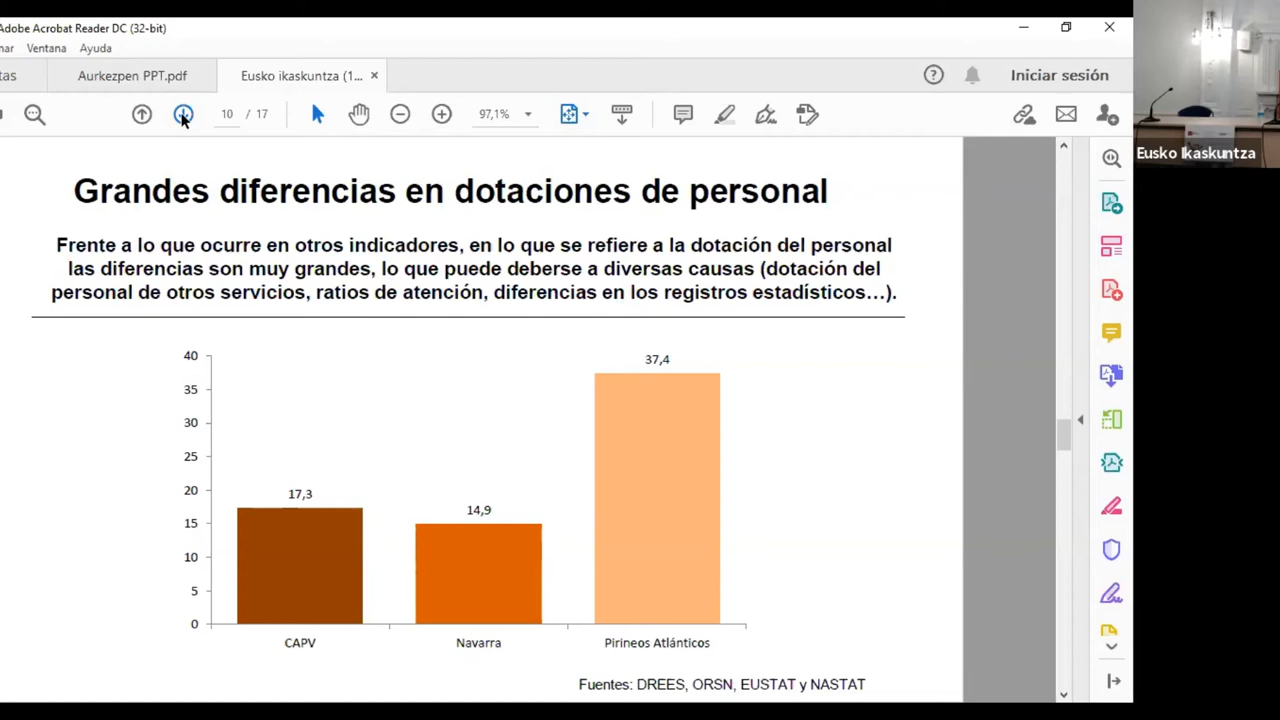 Adobe Acrobat Reader DC (32-bit)
nar Ventana Ayuda
tas Aurkezpen PPT.pdf Eusko ikaskuntza (1... Iniciar sesión
10 / 17 97,1%
Eusko Ikaskuntza
Grandes diferencias en dotaciones de personal
Frente a lo que ocurre en otros indicadores, en lo que se refiere a la dotación del personal
las diferencias son muy grandes, lo que puede deberse a diversas causas (dotación del
personal de otros servicios, ratios de atención, diferencias en los registros estadísticos…).
40
35
30
25
20
15
10
5
0
17,3
14,9
37,4
CAPV Navarra Pirineos Atlánticos
Fuentes: DREES, ORSN, EUSTAT y NASTAT